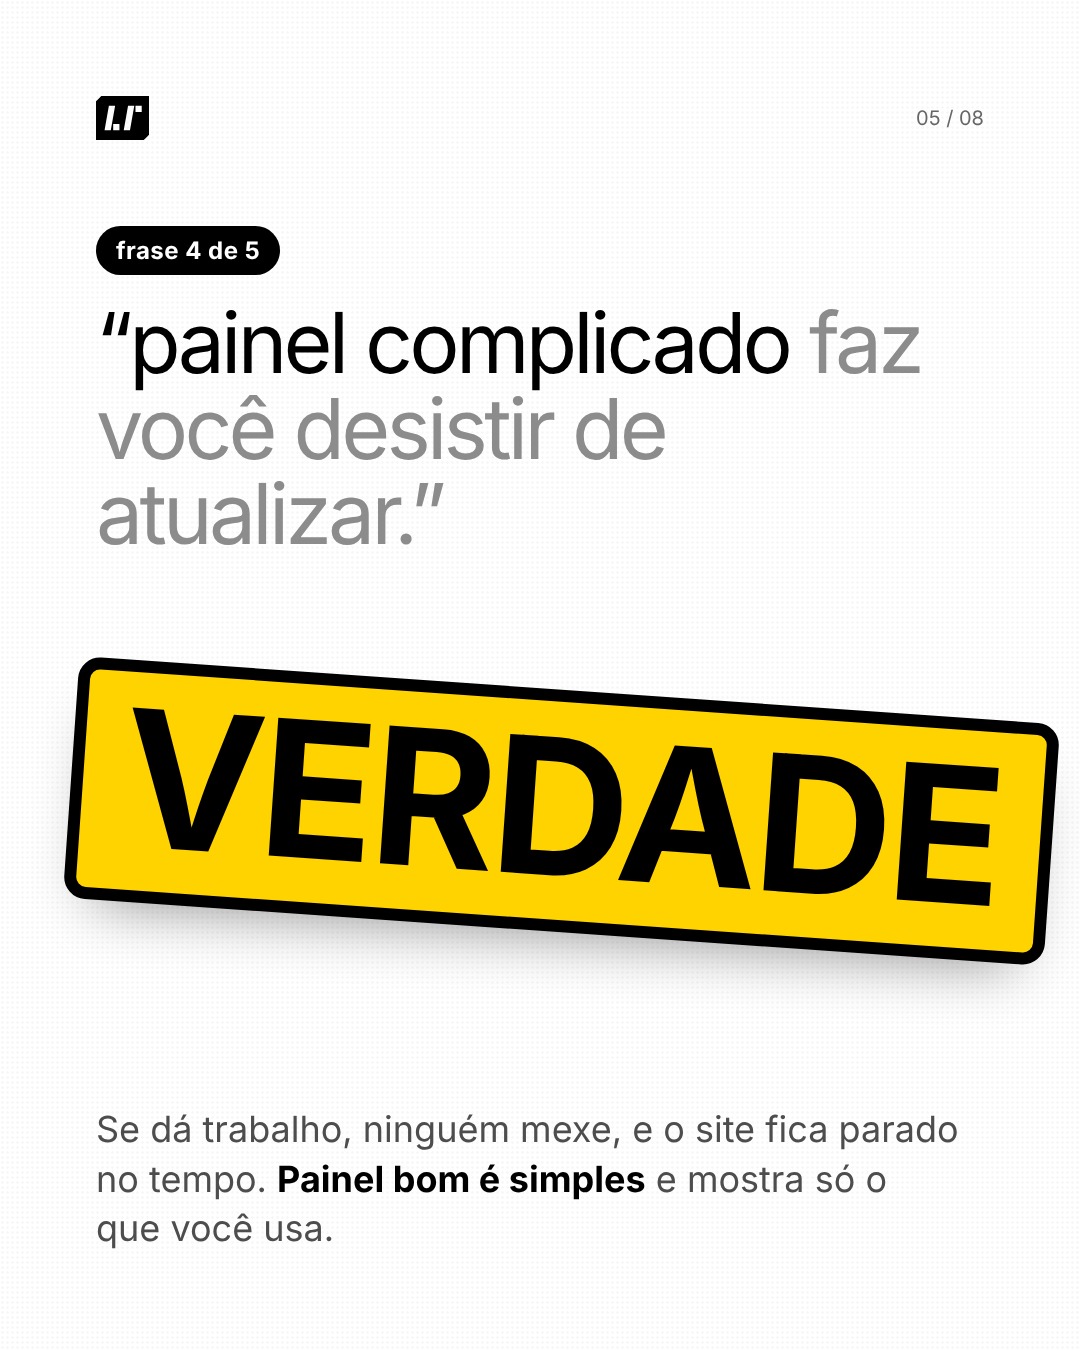 05 / 08
frase 4 de 5
“painel complicado faz
você desistir de
atualizar.”
VERDADE
Se dá trabalho, ninguém mexe, e o site fica parado
no tempo. Painel bom é simples e mostra só o
que você usa.